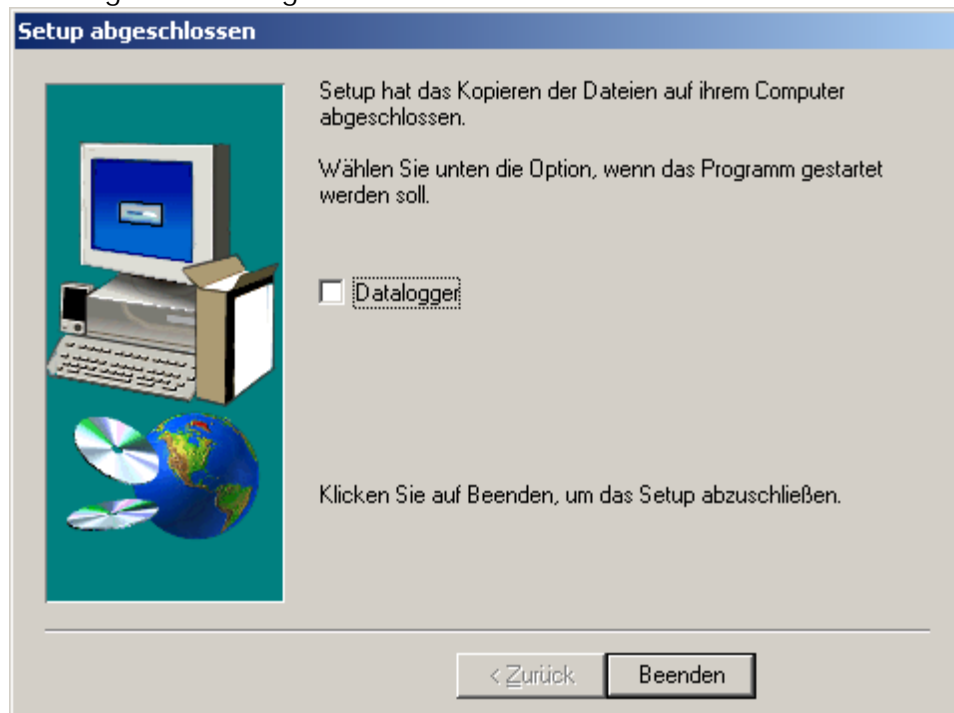 Setup abgeschlossen
Setup hat das Kopieren der Dateien auf ihrem Computer
abgeschlossen.
Wählen Sie unten die Option, wenn das Programm gestartet
werden soll.
Datalogger
Klicken Sie auf Beenden, um das Setup abzuschließen.
< Zurück
Beenden